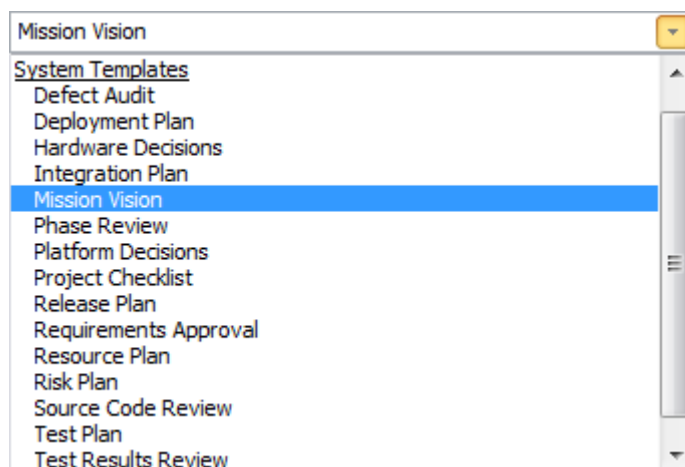 Mission Vision
System Templates
Defect Audit
Deployment Plan
Hardware Decisions
Integration Plan
Mission Vision
Phase Review
Platform Decisions
Project Checklist
Release Plan
Requirements Approval
Resource Plan
Risk Plan
Source Code Review
Test Plan
Test Results Review